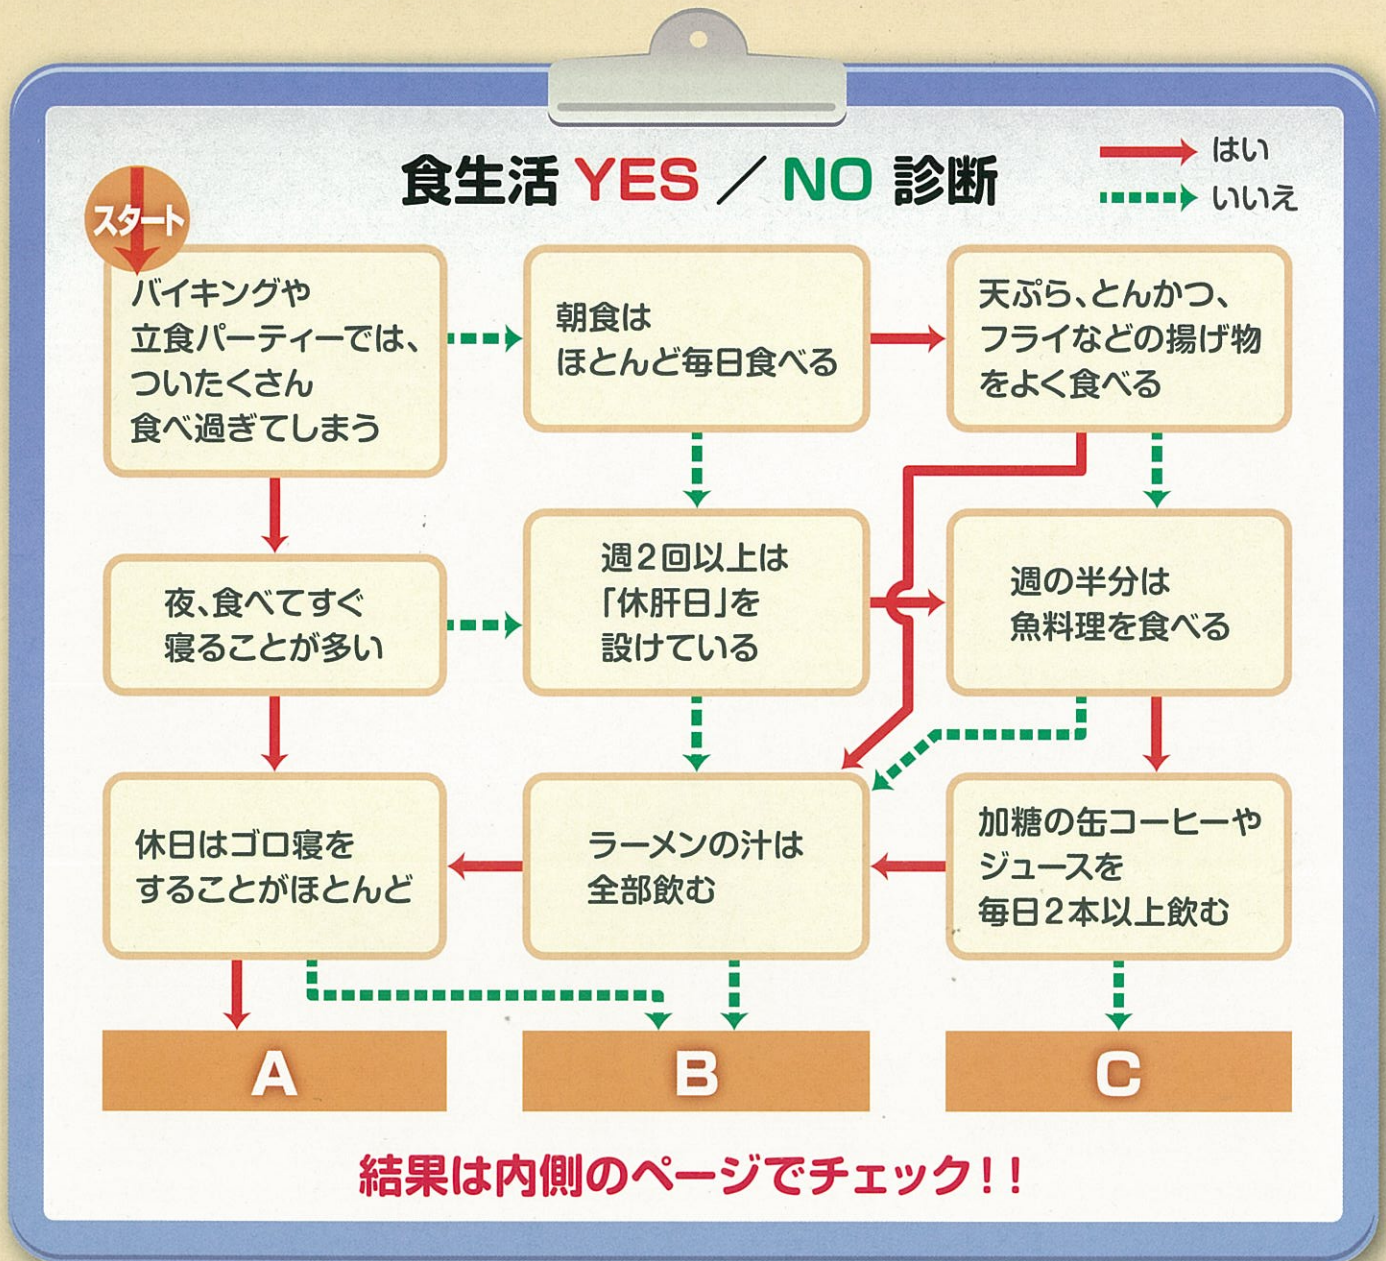 食生活 YES / NO 診断
はい
いいえ
スタート
バイキングや
立食パーティーでは、
ついたくさん
食べ過ぎてしまう
朝食は
ほとんど毎日食べる
天ぷら、とんかつ、
フライなどの揚げ物
をよく食べる
夜、食べてすぐ
寝ることが多い
週2回以上は
「休肝日」を
設けている
週の半分は
魚料理を食べる
休日はゴロ寝を
することがほとんど
ラーメンの汁は
全部飲む
加糖の缶コーヒーや
ジュースを
毎日2本以上飲む
A
B
C
結果は内側のページでチェック!!